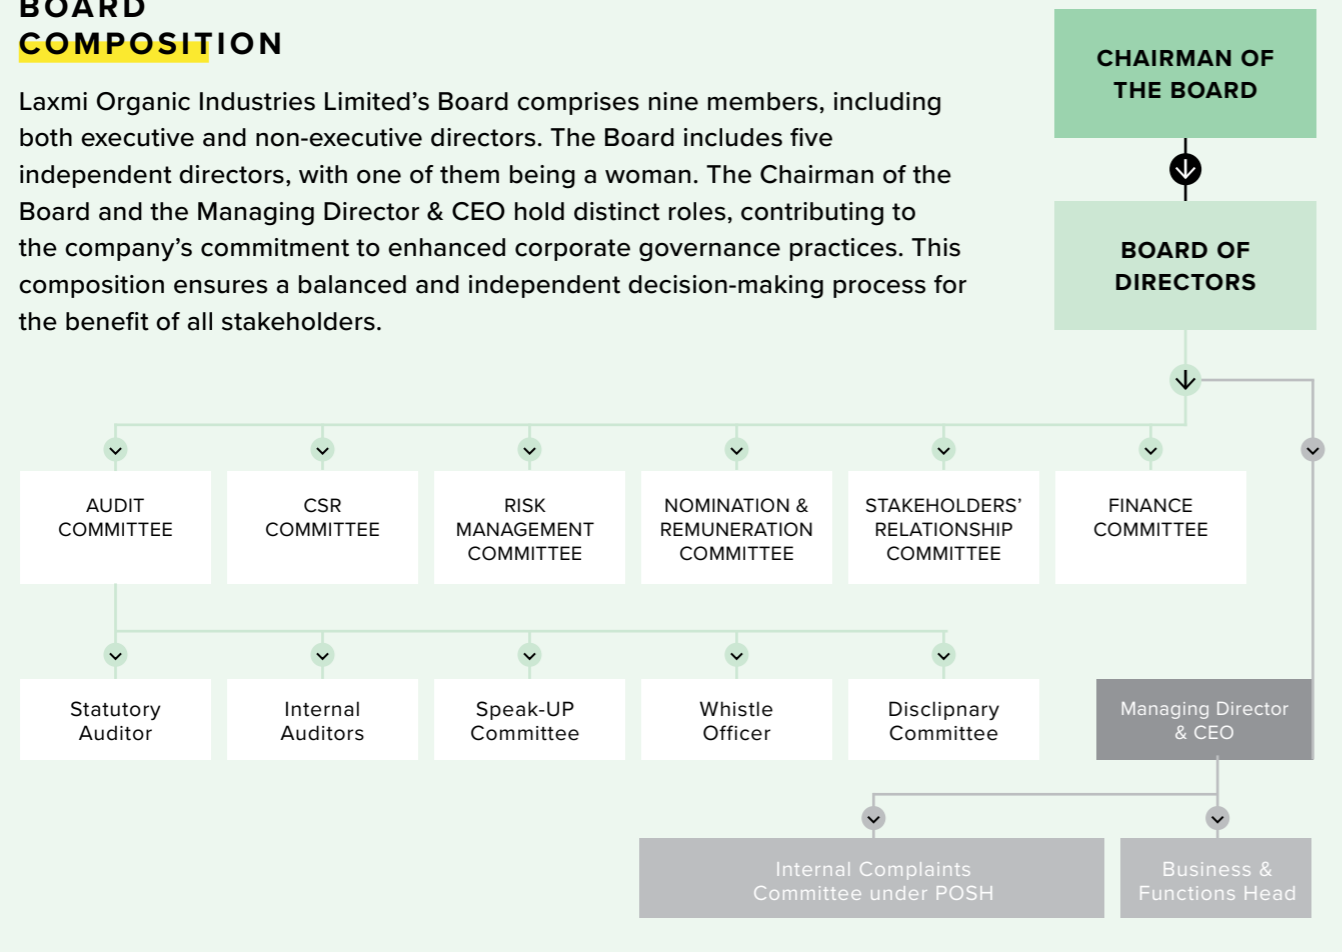 BOARD
COMPOSITION
Laxmi Organic Industries Limited’s Board comprises nine members, including
both executive and non-executive directors. The Board includes five
independent directors, with one of them being a woman. The Chairman of the
Board and the Managing Director & CEO hold distinct roles, contributing to
the company’s commitment to enhanced corporate governance practices. This
composition ensures a balanced and independent decision-making process for
the benefit of all stakeholders.
CHAIRMAN OF
THE BOARD
BOARD OF
DIRECTORS
AUDIT
COMMITTEE
CSR
COMMITTEE
RISK
MANAGEMENT
COMMITTEE
NOMINATION &
REMUNERATION
COMMITTEE
STAKEHOLDERS’
RELATIONSHIP
COMMITTEE
FINANCE
COMMITTEE
Statutory
Auditor
Internal
Auditors
Speak-UP
Committee
Whistle
Officer
Disclipnary
Committee
Managing Director
& CEO
Internal Complaints
Committee under POSH
Business &
Functions Head